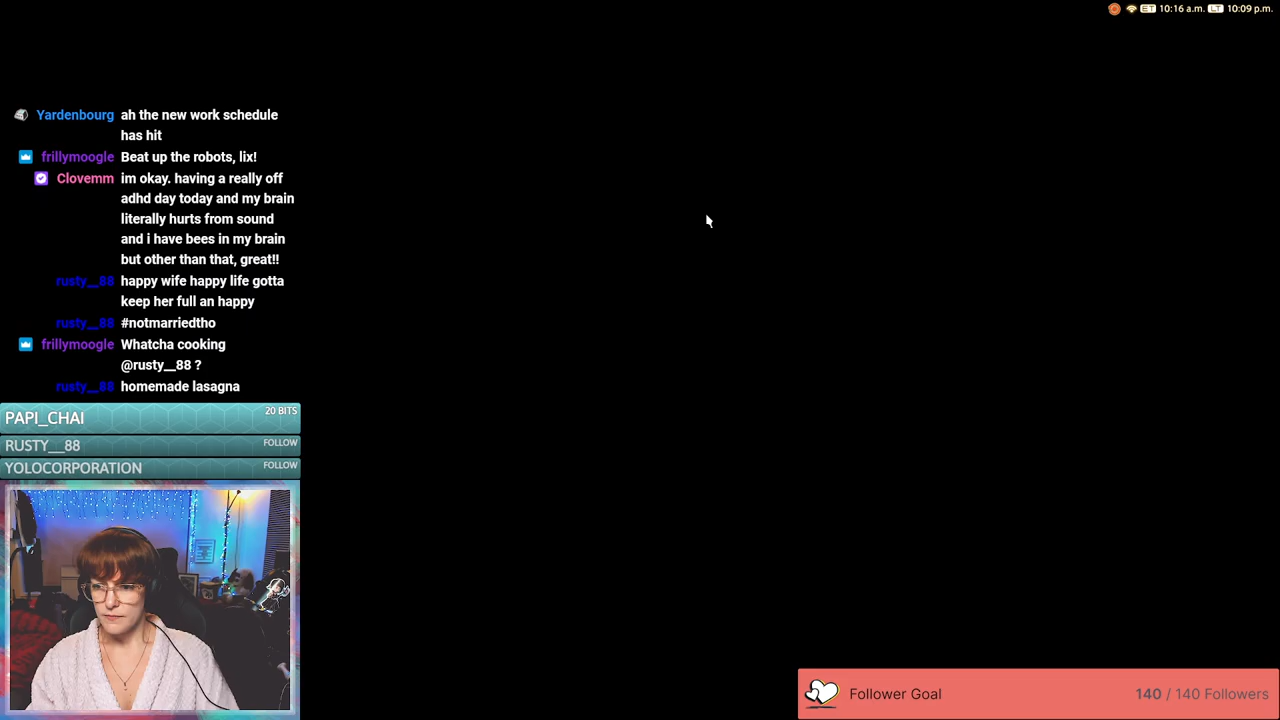 ET 10:16 a.m. LT 10:09 p.m.
Yardenbourg ah the new work schedule
has hit
frillymoogle Beat up the robots, lix!
Clovemm im okay. having a really off
adhd day today and my brain
literally hurts from sound
and i have bees in my brain
but other than that, great!!
rusty__88 happy wife happy life gotta
keep her full an happy
rusty__88 #notmarriedtho
frillymoogle Whatcha cooking
@rusty__88 ?
rusty__88 homemade lasagna
PAPI_CHAI 20 BITS
RUSTY__88 FOLLOW
YOLOCORPORATION FOLLOW
Follower Goal 140 / 140 Followers